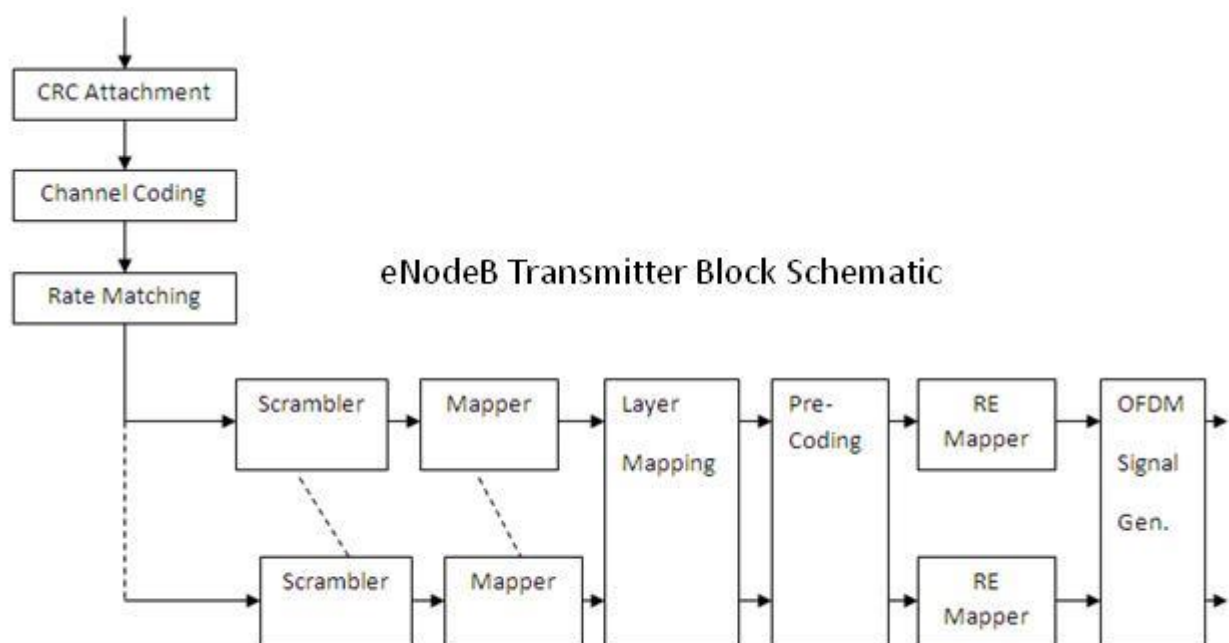 CRC Attachment
Channel Coding
Rate Matching
eNodeB Transmitter Block Schematic
Scrambler
Mapper
Layer
Mapping
Pre-
Coding
RE
Mapper
OFDM
Signal
Gen.
Scrambler
Mapper
RE
Mapper